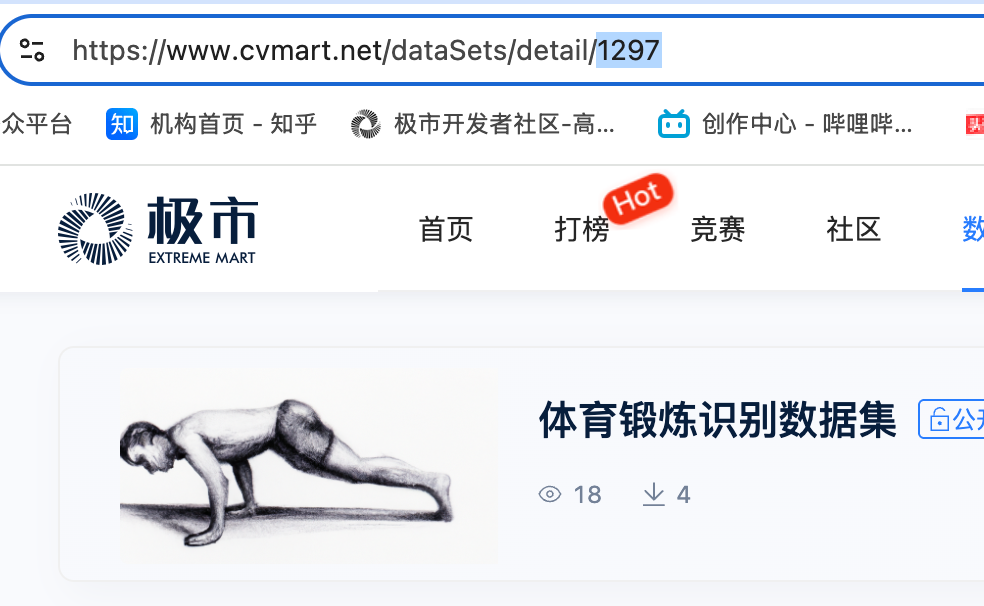 https://www.cvmart.net/dataSets/detail/1297
众平台 知 机构首页 - 知乎 极市开发者社区-高... 创作中心 - 哔哩哔...
极市
EXTREME MART
首页 打榜 Hot 竞赛 社区 数
体育锻炼识别数据集 公开
18 4